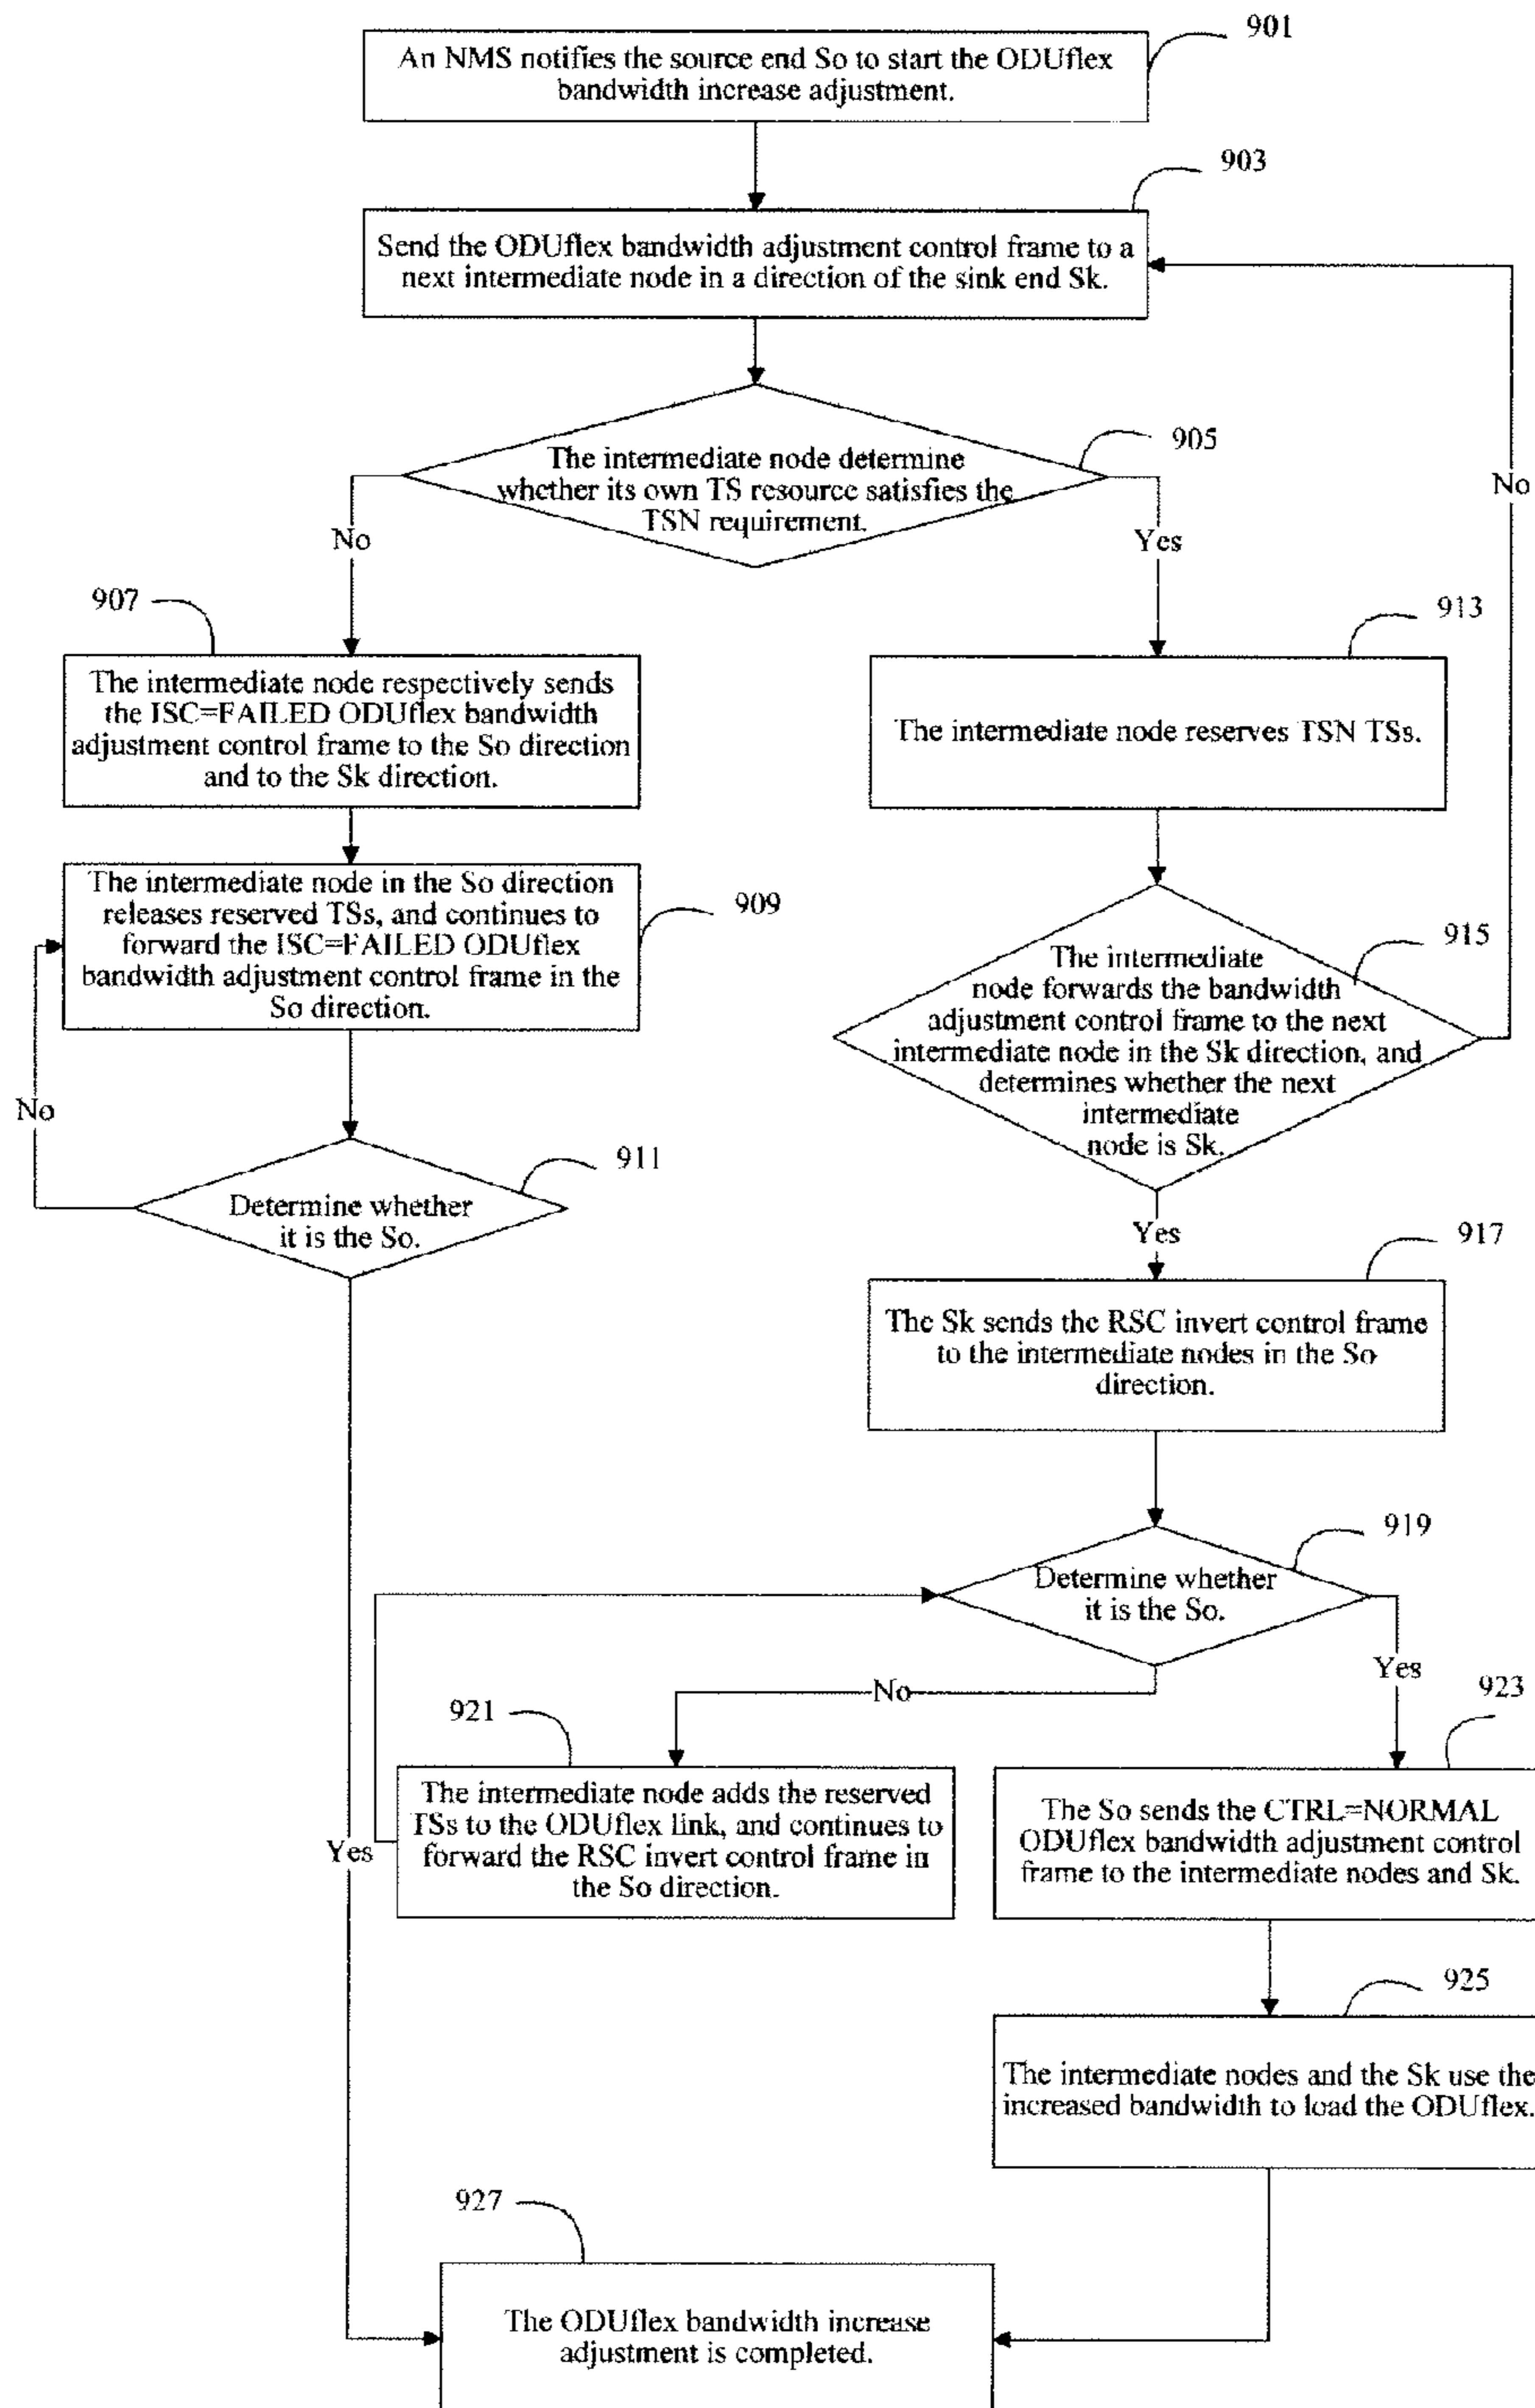 901
An NMS notifies the source end So to start the ODUflex
bandwidth increase adjustment.
903
Send the ODUflex bandwidth adjustment control frame to a
next intermediate node in a direction of the sink end Sk.
905
The intermediate node determine
whether its own TS resource satisfies the
TSN requirement.
No
No
Yes
907
The intermediate node respectively sends
the ISC=FAILED ODUflex bandwidth
adjustment control frame to the So direction
and to the Sk direction.
913
The intermediate node reserves TSN TSs.
909
The intermediate node in the So direction
releases reserved TSs, and continues to
forward the ISC=FAILED ODUflex
bandwidth adjustment control frame in the
So direction.
915
The intermediate
node forwards the bandwidth
adjustment control frame to the next
intermediate node in the Sk direction, and
determines whether the next
intermediate
node is Sk.
No
911
Determine whether
it is the So.
Yes
917
The Sk sends the RSC invert control frame
to the intermediate nodes in the So
direction.
919
Determine whether
it is the So.
No
Yes
921
The intermediate node adds the reserved
TSs to the ODUflex link, and continues to
forward the RSC invert control frame in
the So direction.
923
The So sends the CTRL=NORMAL
ODUflex bandwidth adjustment control
frame to the intermediate nodes and Sk.
Yes
925
The intermediate nodes and the Sk use the
increased bandwidth to load the ODUflex.
927
The ODUflex bandwidth increase
adjustment is completed.